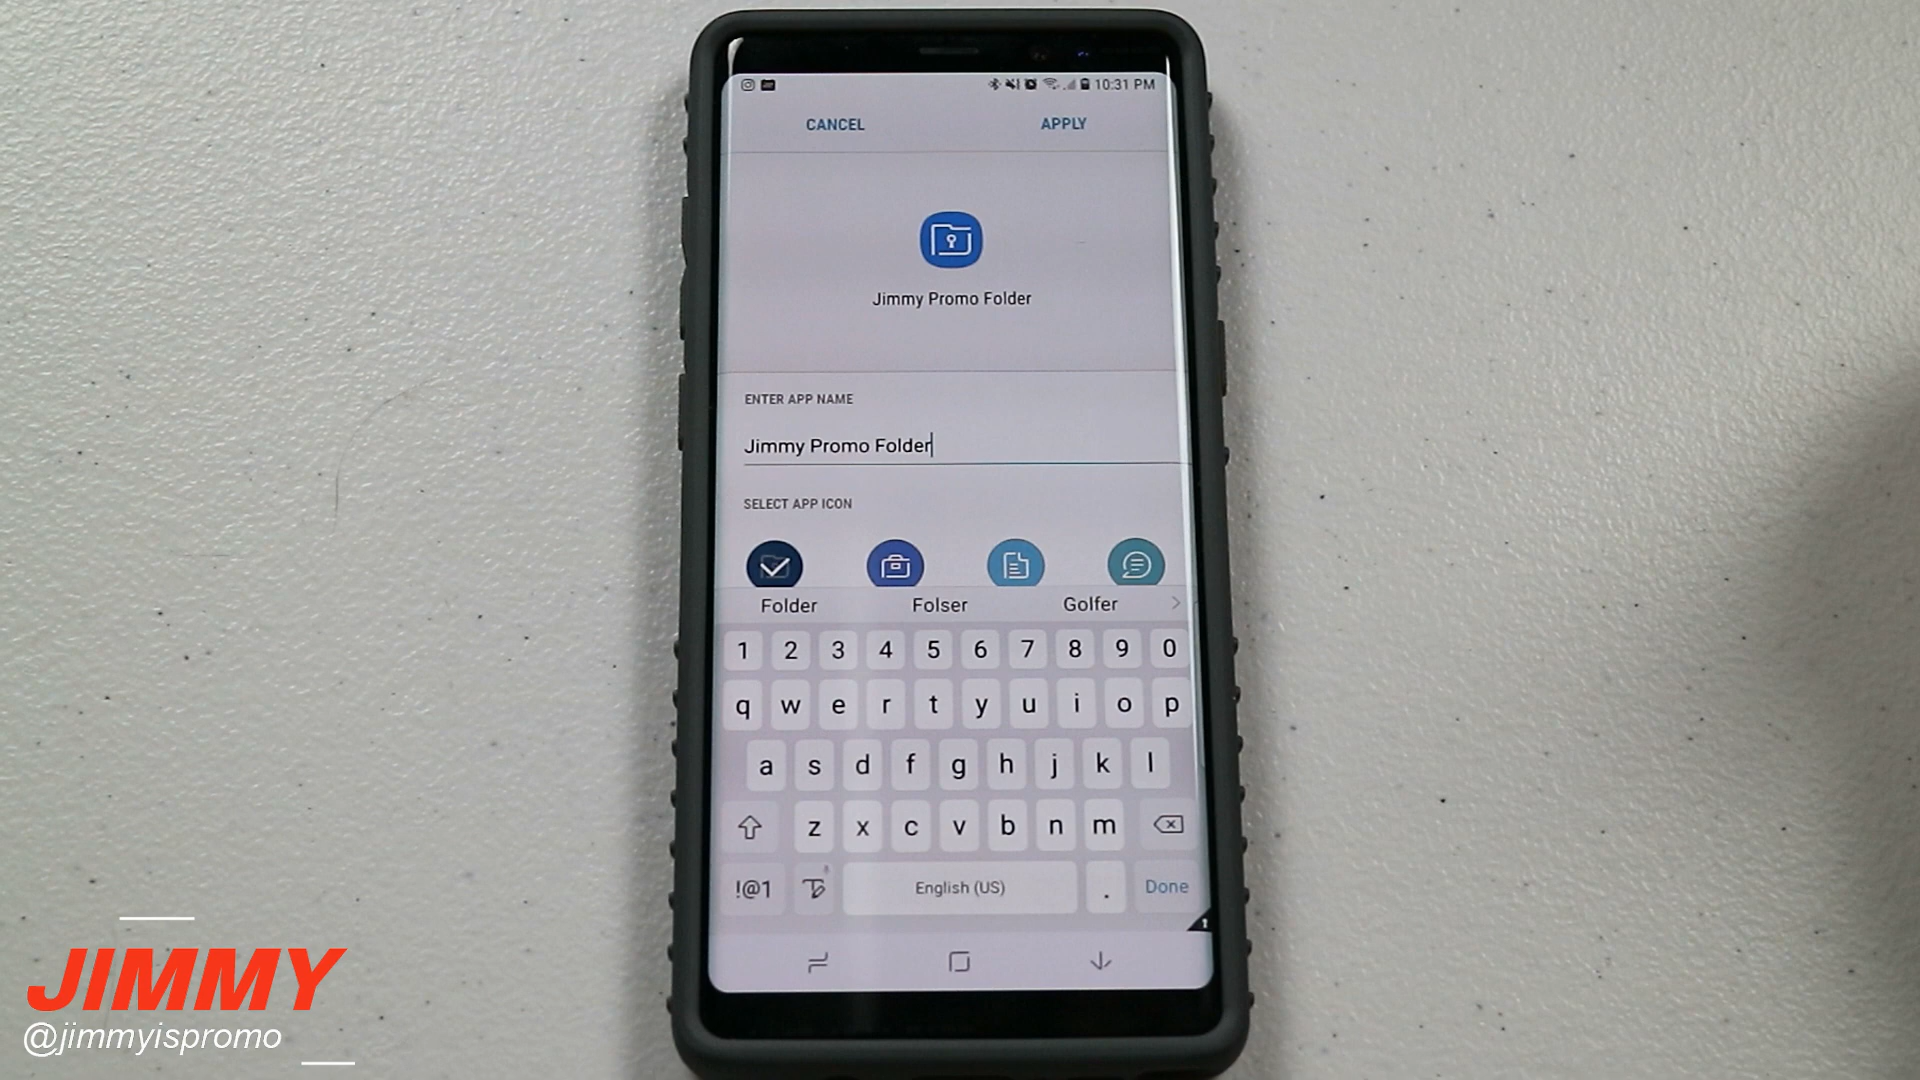 10:31 PM
CANCEL APPLY
Jimmy Promo Folder
ENTER APP NAME
Jimmy Promo Folder
SELECT APP ICON
Folder Folser Golfer
1 2 3 4 5 6 7 8 9 0
q w e r t y u i o p
a s d f g h j k l
z x c v b n m
!@1 English (US) . Done
JIMMY
@jimmyispromo